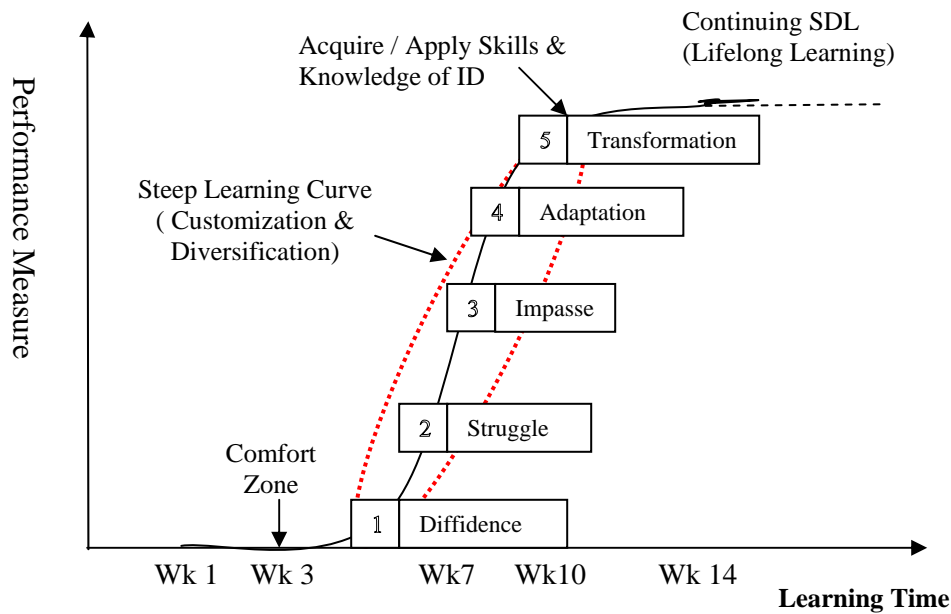 Continuing SDL
(Lifelong Learning)
Acquire / Apply Skills &
Knowledge of ID
Performance Measure
5 Transformation
Steep Learning Curve
( Customization &
Diversification)
4 Adaptation
3 Impasse
2 Struggle
Comfort
Zone
1 Diffidence
Wk 1 Wk 3 Wk7 Wk10 Wk 14
Learning Time